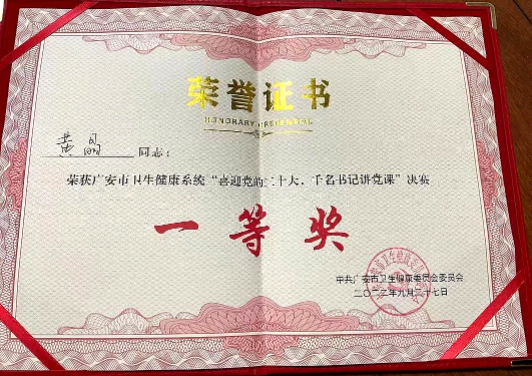 荣誉证书
HONORARY CREDENTIAL
黄晶 同志:
荣获广安市卫生健康系统“喜迎党的二十大,千名书记讲党课”决赛
一等奖
中共广安市卫生健康委员会委员会
二〇二二年九月二十七日